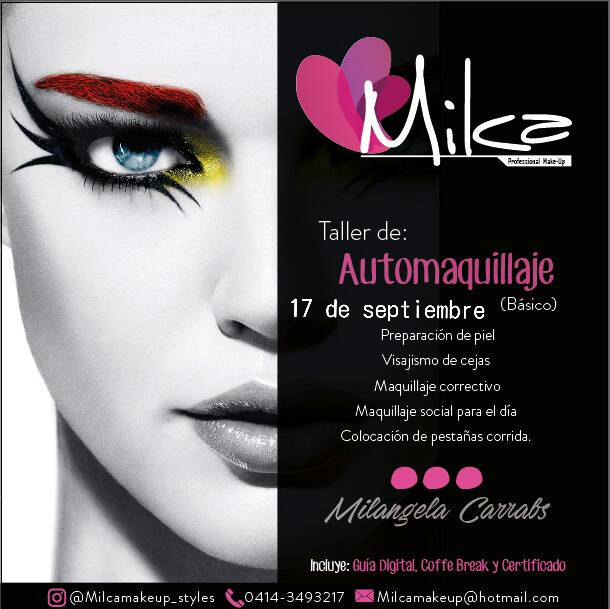 Milka
Professional Make-Up
Taller de:
Automaquillaje
17 de septiembre (Básico)
Preparación de piel
Visajismo de cejas
Maquillaje correctivo
Maquillaje social para el día
Colocación de pestañas corrida.
Milangela Carrabs
Incluye: Guía Digital, Coffe Break y Certificado
@Milcamakeup_styles 0414-3493217 Milcamakeup@hotmail.com